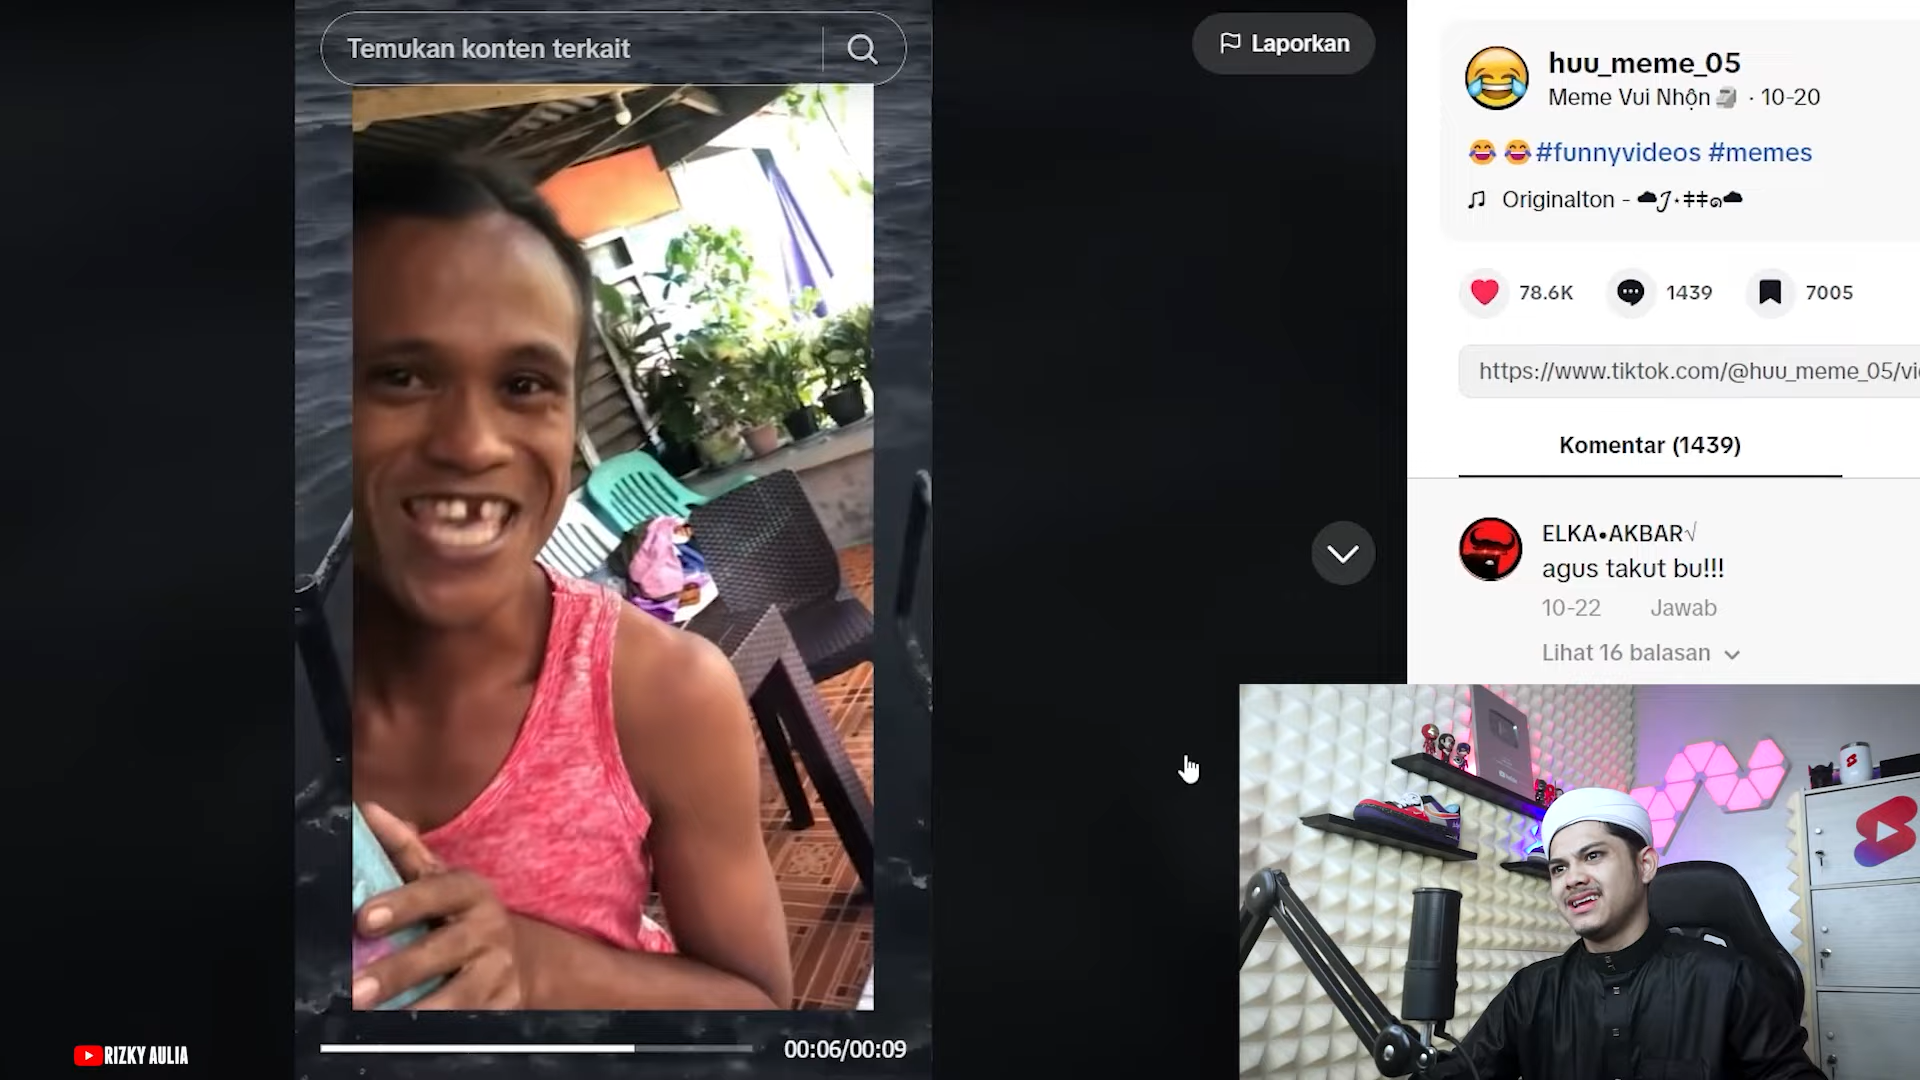 Temukan konten terkait
Laporkan
huu_meme_05
Meme Vui Nhộn🗿 · 10-20
😂 😂 #funnyvideos #memes
78.6K
1439
7005
https://www.tiktok.com/@huu_meme_05/vi
Komentar (1439)
ELKA•AKBAR√
agus takut bu!!!
10-22 Jawab
Lihat 16 balasan
00:06/00:09
RIZKY AULIA